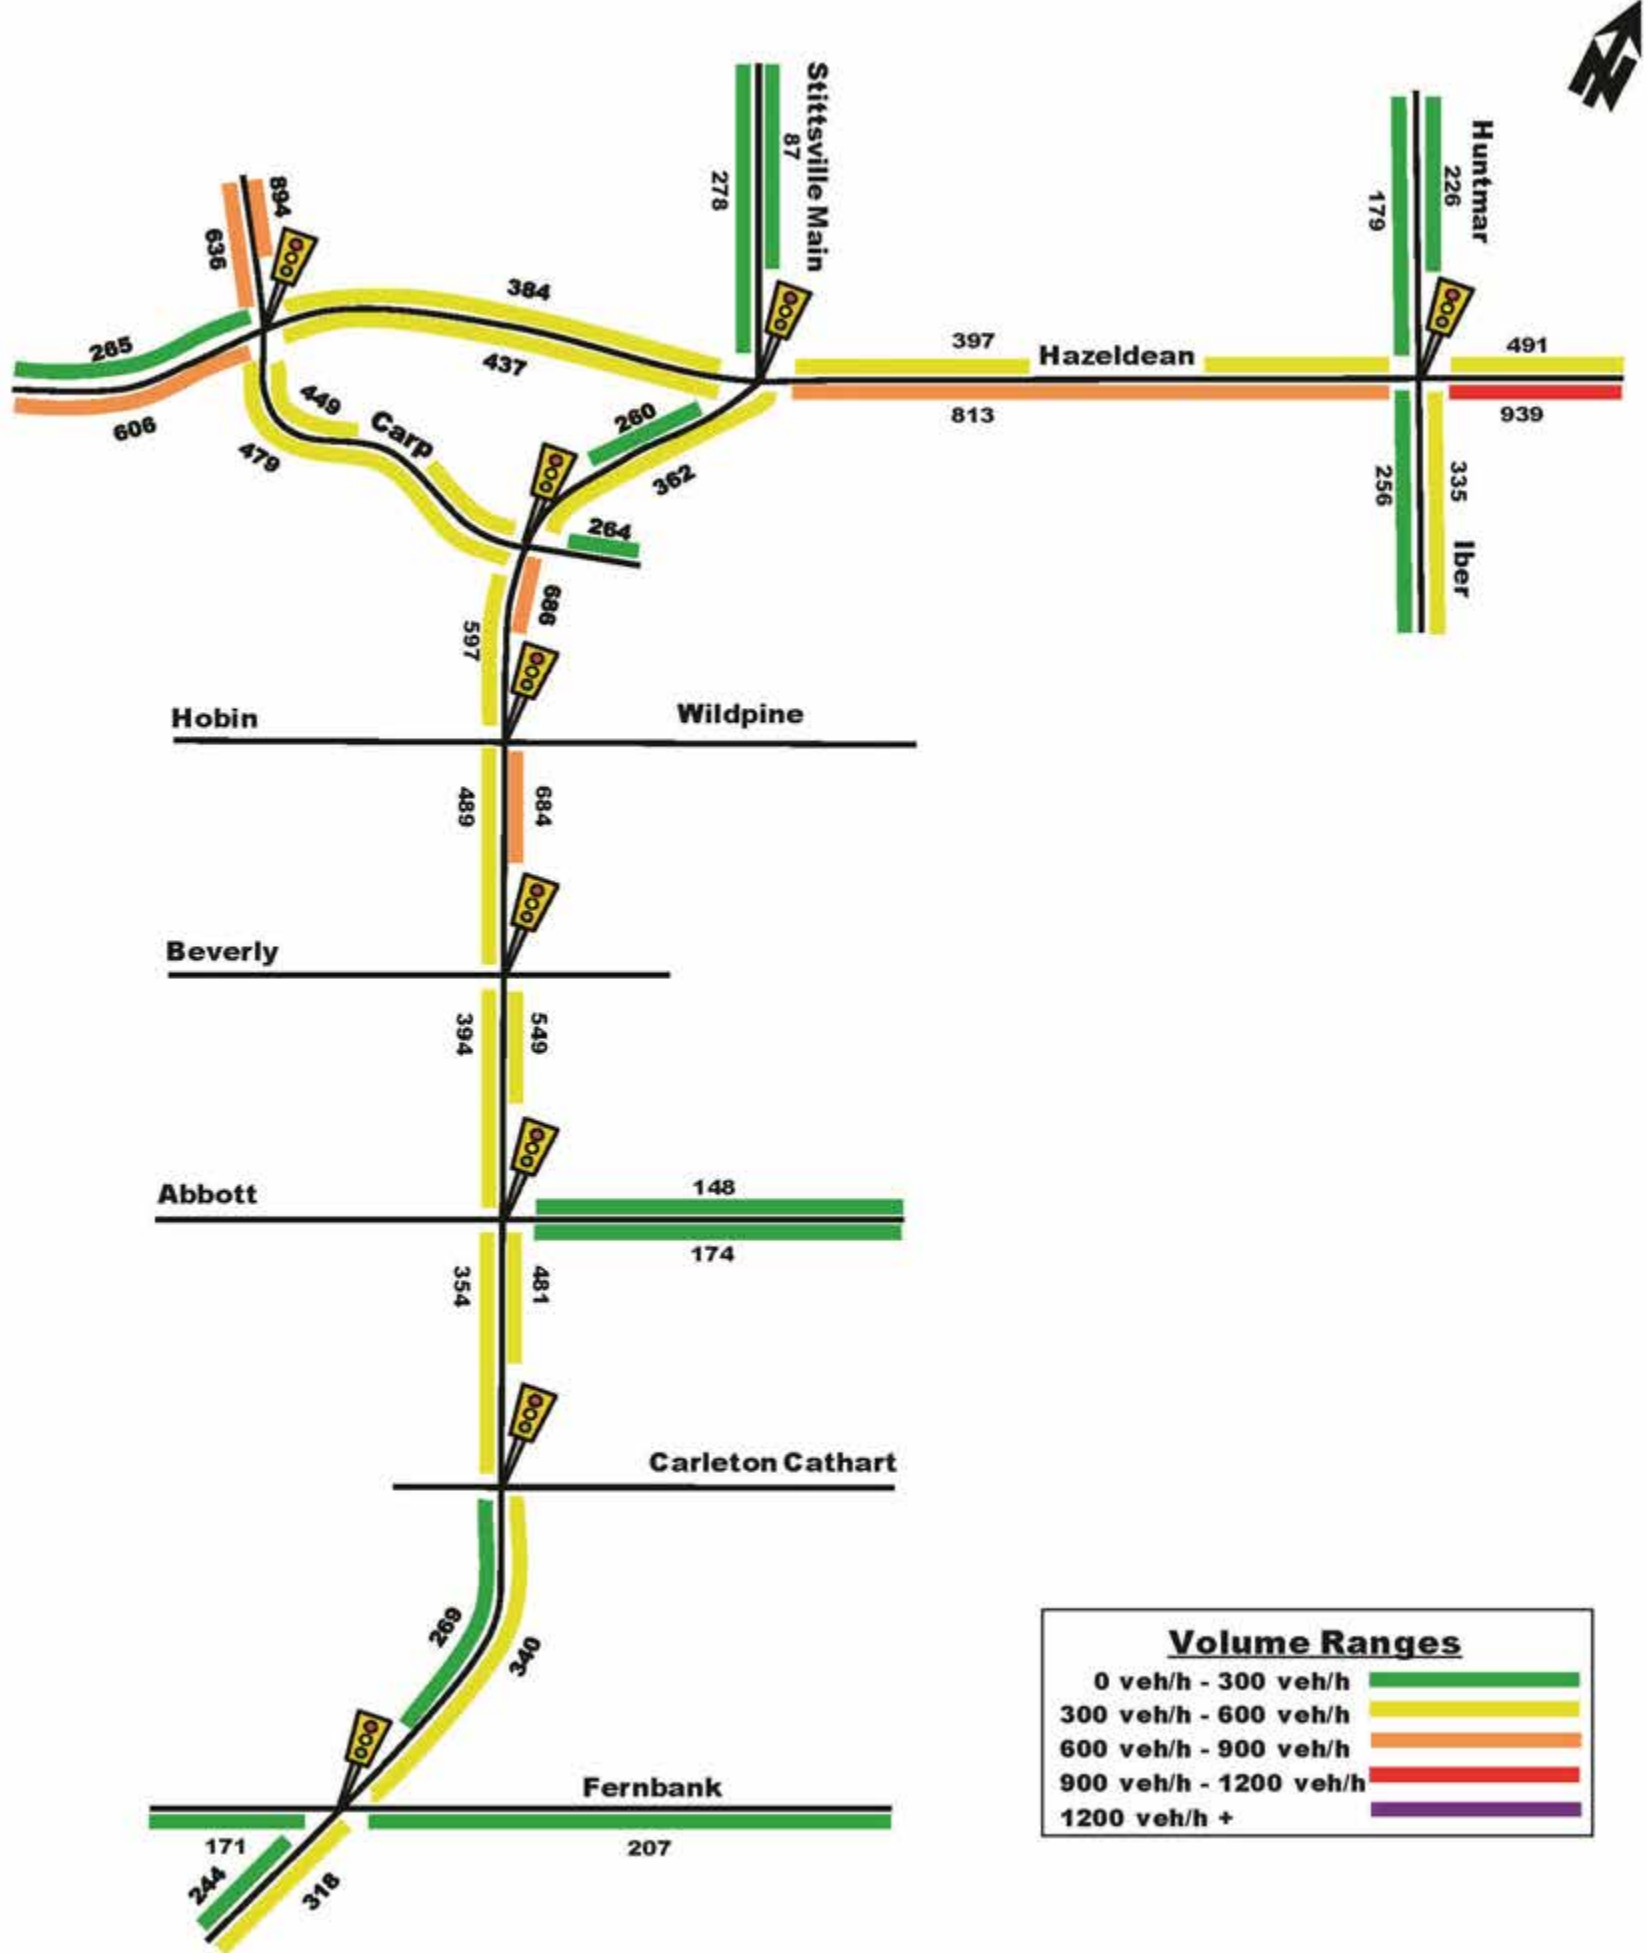 N
Stittsville Main
87
278
Huntmar
226
179
894
636
384
437
265
606
449
479
Carp
260
362
264
397
Hazeldean
813
491
939
256
335
Iber
686
597
Hobin
Wildpine
489
684
Beverly
394
549
Abbott
148
174
354
481
Carleton Cathart
269
340
Fernbank
171
207
244
318
Volume Ranges
0 veh/h - 300 veh/h
300 veh/h - 600 veh/h
600 veh/h - 900 veh/h
900 veh/h - 1200 veh/h
1200 veh/h +